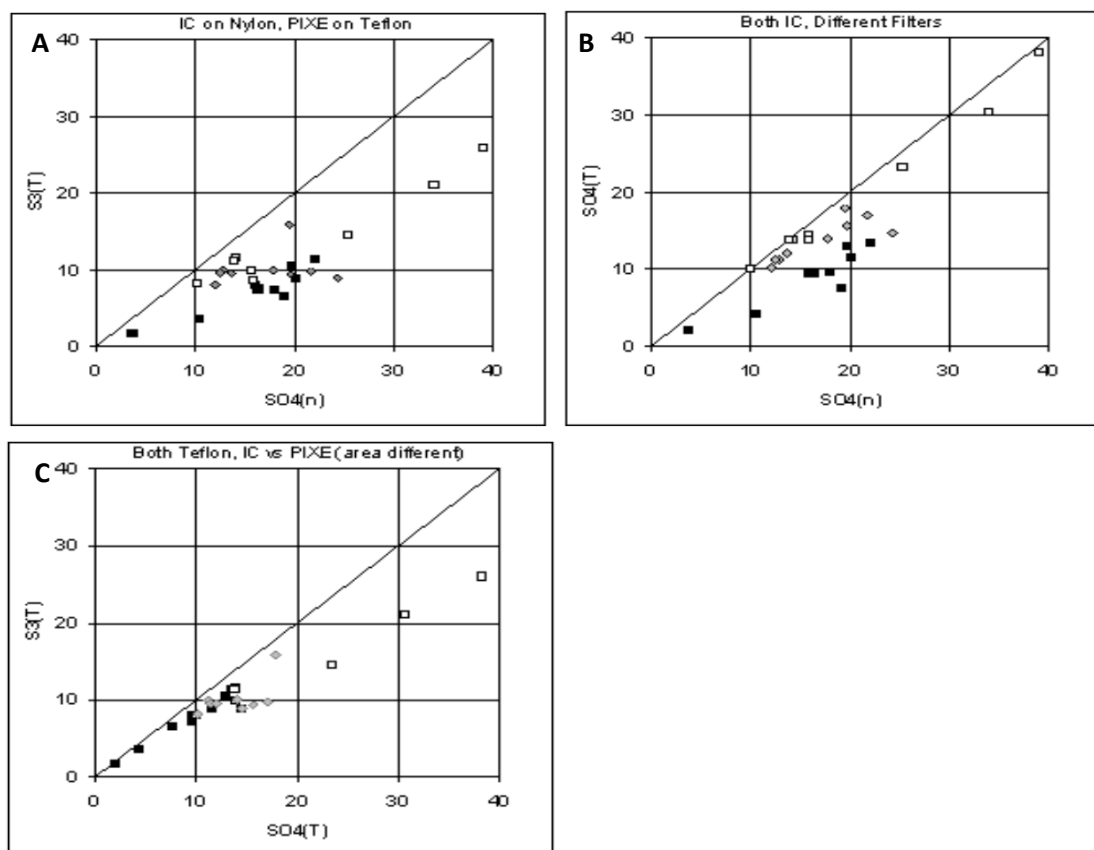 A
IC on Nylon, PIXE on Teflon
40
30
20
10
0
S3(T)
0 10 20 30 40
SO4(n)
B
Both IC, Different Filters
40
30
20
10
0
SO4(T)
0 10 20 30 40
SO4(n)
C
Both Teflon, IC vs PIXE (area different)
40
30
20
10
0
S3(T)
0 10 20 30 40
SO4(T)